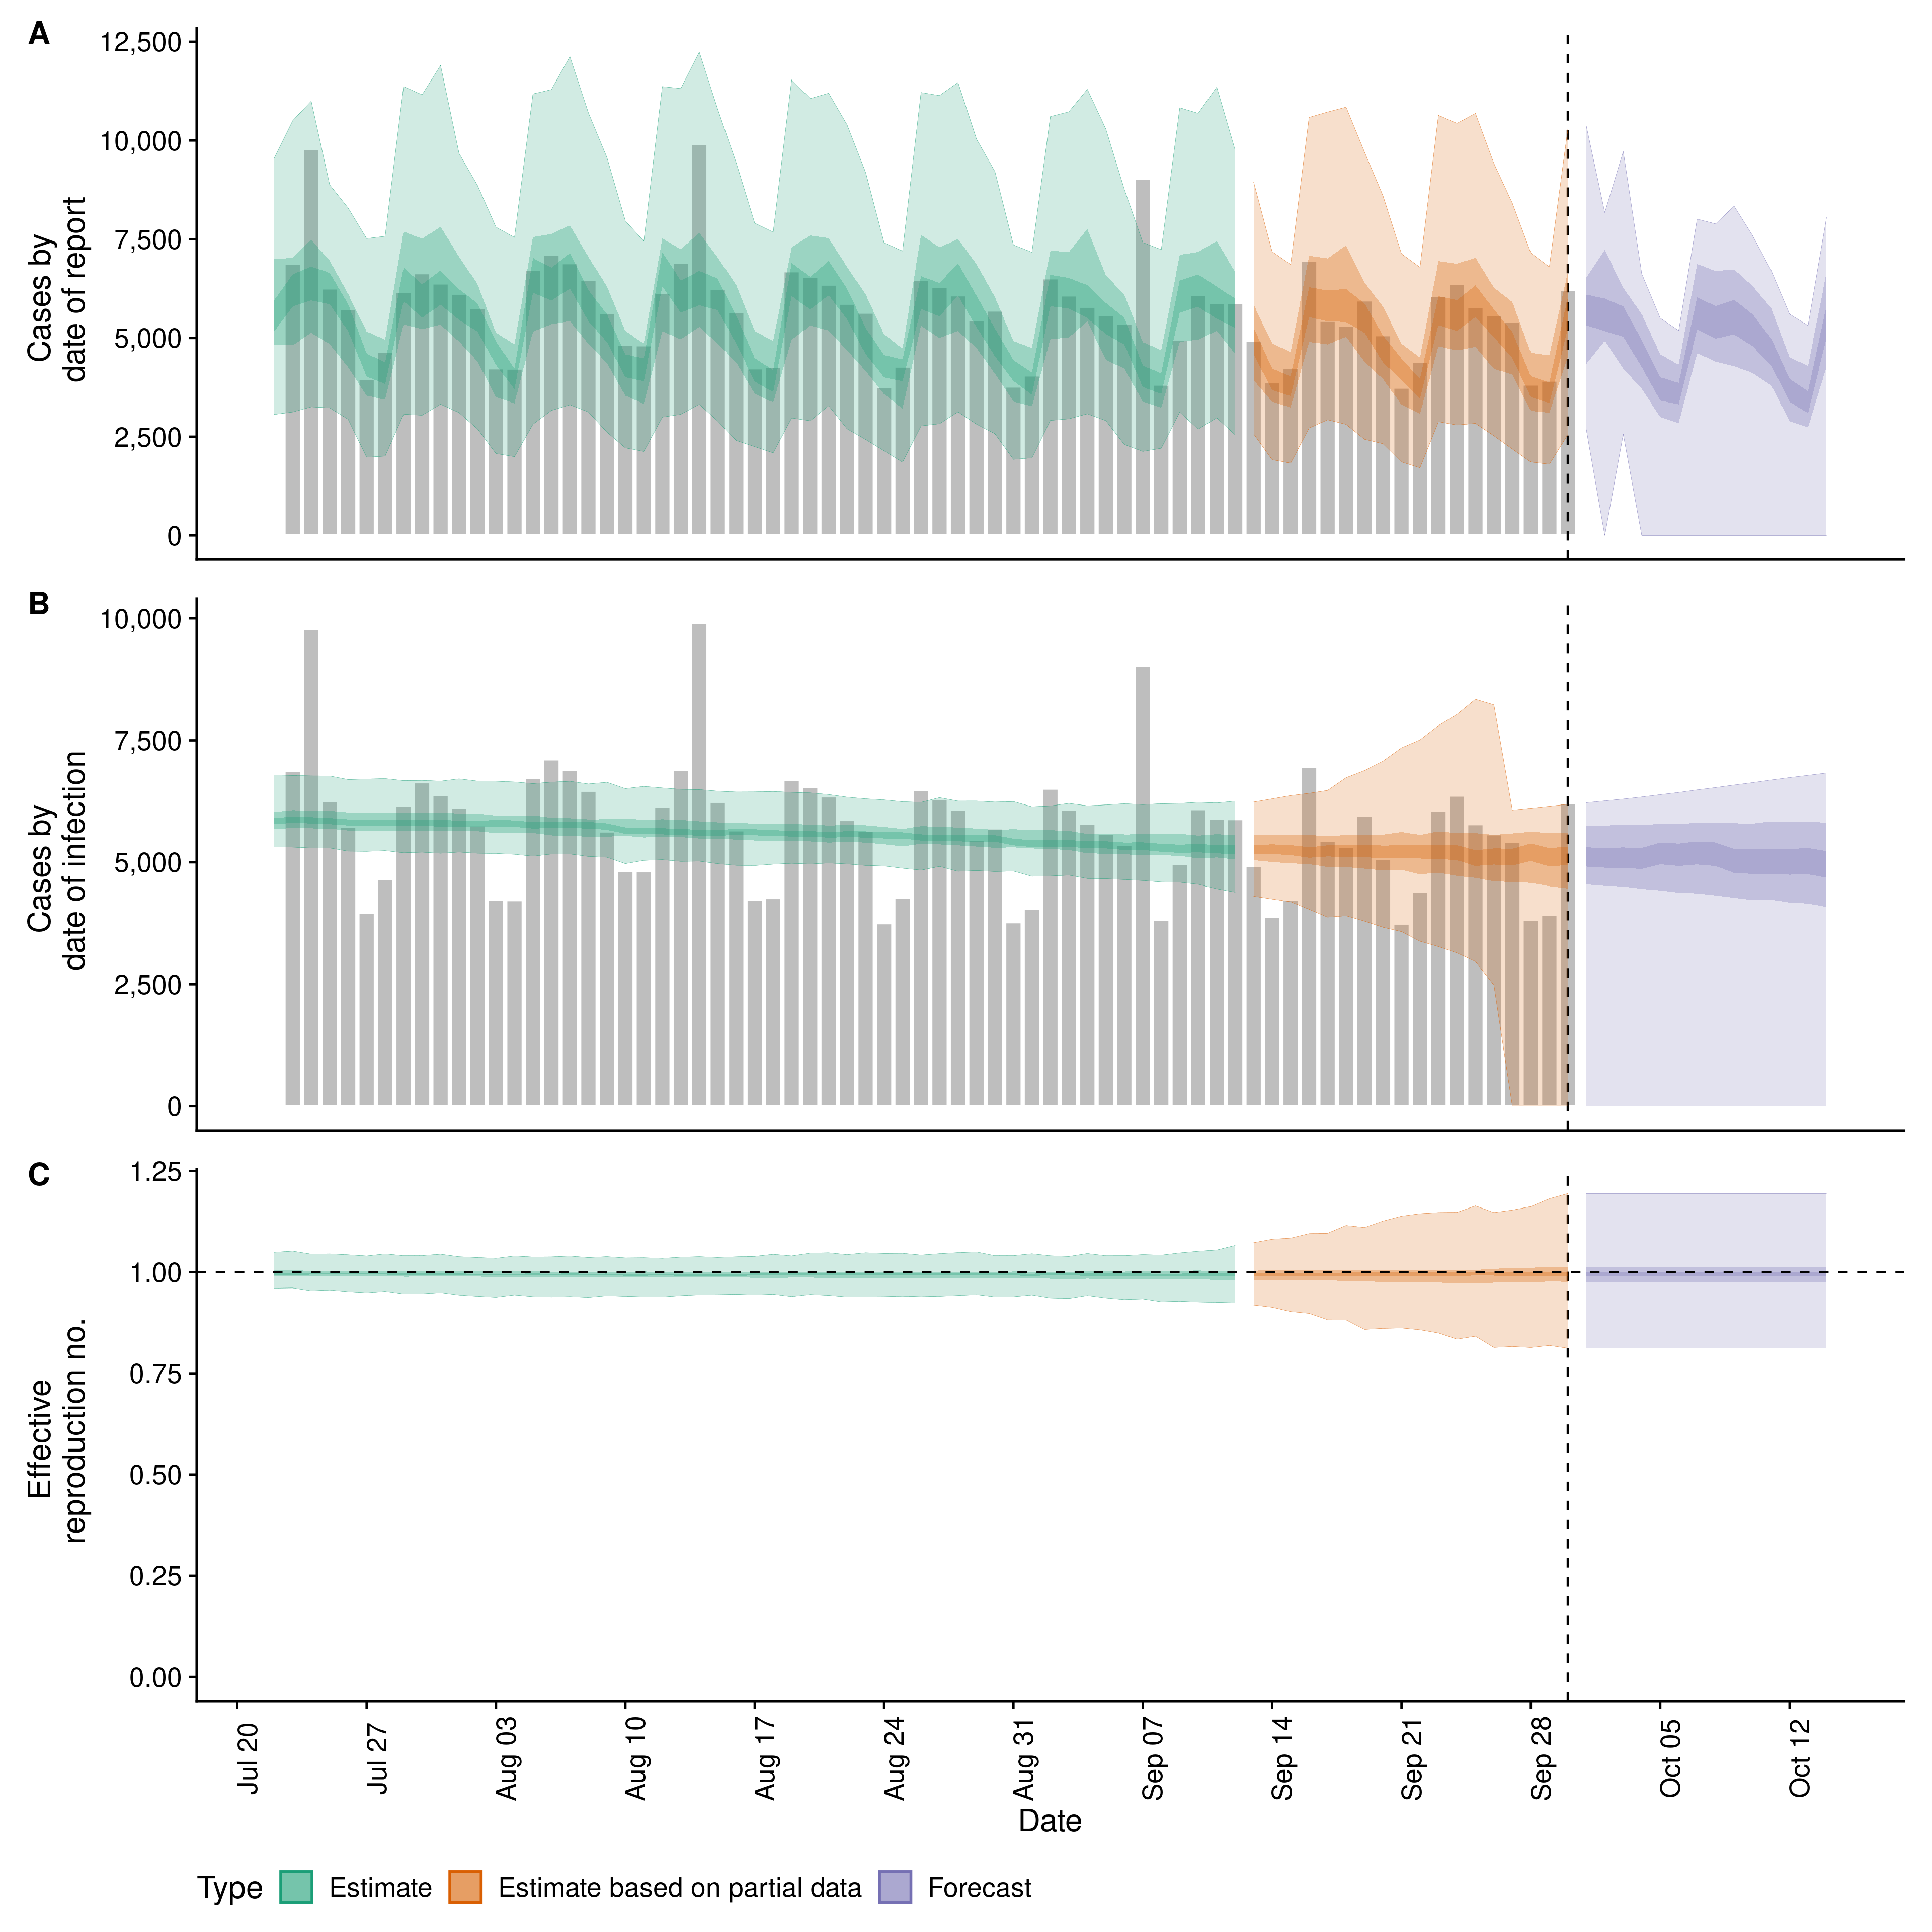 A
12,500
10,000
7,500
5,000
2,500
0
Cases by
date of report
B
10,000
7,500
5,000
2,500
0
Cases by
date of infection
C
1.25
1.00
0.75
0.50
0.25
0.00
Effective
reproduction no.
Jul 20
Jul 27
Aug 03
Aug 10
Aug 17
Aug 24
Aug 31
Sep 07
Sep 14
Sep 21
Sep 28
Oct 05
Oct 12
Date
Type Estimate Estimate based on partial data Forecast